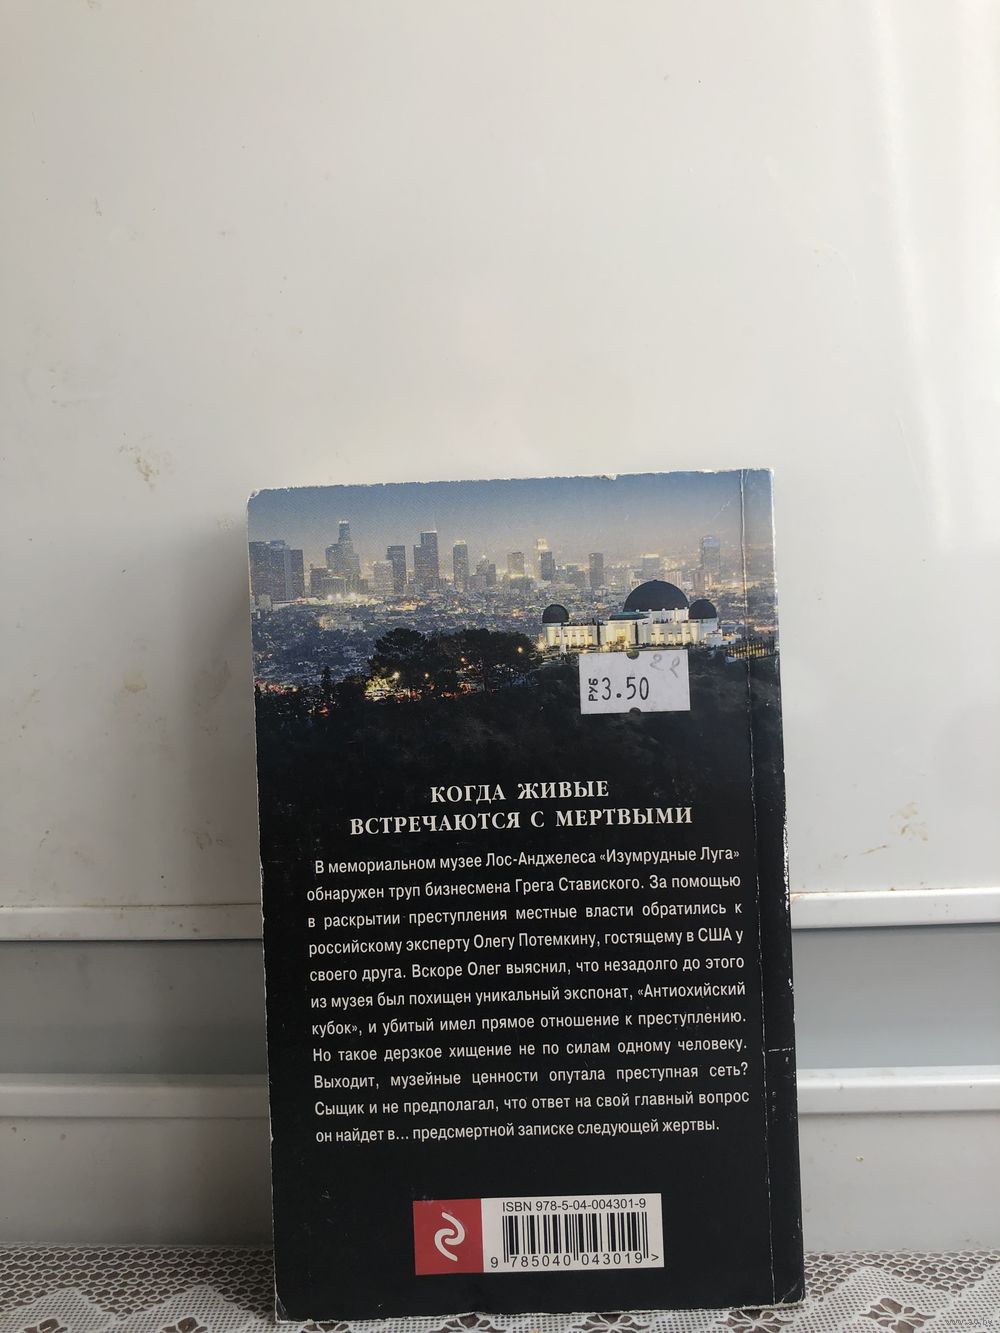 29
РУБ 3.50
КОГДА ЖИВЫЕ
ВСТРЕЧАЮТСЯ С МЕРТВЫМИ
В мемориальном музее Лос-Анджелеса «Изумрудные Луга»
обнаружен труп бизнесмена Грега Ставиского. За помощью
в раскрытии преступления местные власти обратились к
российскому эксперту Олегу Потемкину, гостящему в США у
своего друга. Вскоре Олег выяснил, что незадолго до этого
из музея был похищен уникальный экспонат, «Антиохийский
кубок», и убитый имел прямое отношение к преступлению.
Но такое дерзкое хищение не по силам одному человеку.
Выходит, музейные ценности опутала преступная сеть?
Сыщик и не предполагал, что ответ на свой главный вопрос
он найдет в... предсмертной записке следующей жертвы.
ISBN 978-5-04-004301-9
9 785040 043019 >
www.ay.by